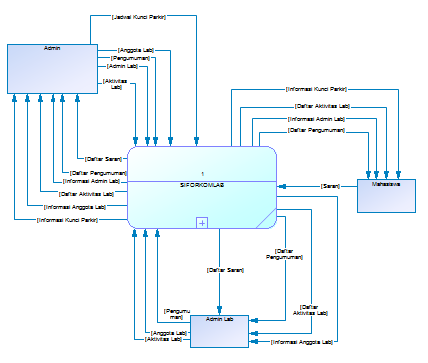 [Jadwal Kunci Parkir]
Admin
[Anggota Lab]
[Pengumuman]
[Admin Lab]
[Aktivitas
Lab]
[Informasi Kunci Parkir]
[Daftar Aktivitas Lab]
[Informasi Admin Lab]
[Daftar Pengumuman]
[Daftar Saran]
[Daftar Pengumuman]
[Informasi Admin Lab]
[Daftar Aktivitas Lab]
[Informasi Anggota Lab]
[Informasi Kunci Parkir]
1
SIFORKOMLAB
[Saran]
Mahasiswa
[Daftar
Pengumuman]
[Daftar Saran]
[Daftar
Aktivitas Lab]
[Pengumu
man]
Admin Lab
[Anggota Lab]
[Aktivitas Lab]
[Informasi Anggota Lab]